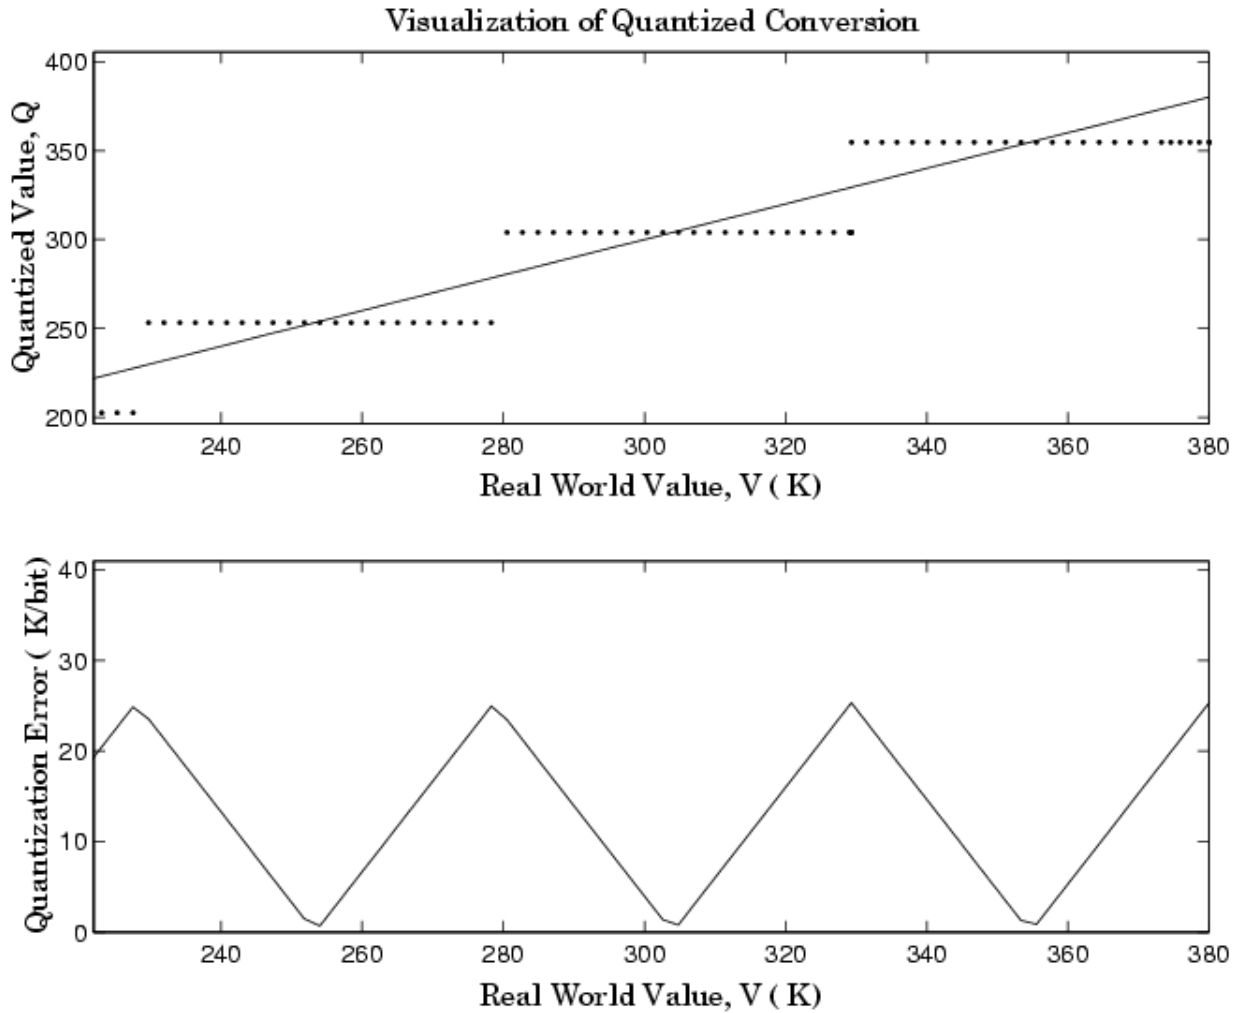 Visualization of Quantized Conversion
Quantized Value, Q
400
350
300
250
200
240 260 280 300 320 340 360 380
Real World Value, V ( K)
Quantization Error ( K/bit)
40
30
20
10
0
240 260 280 300 320 340 360 380
Real World Value, V ( K)